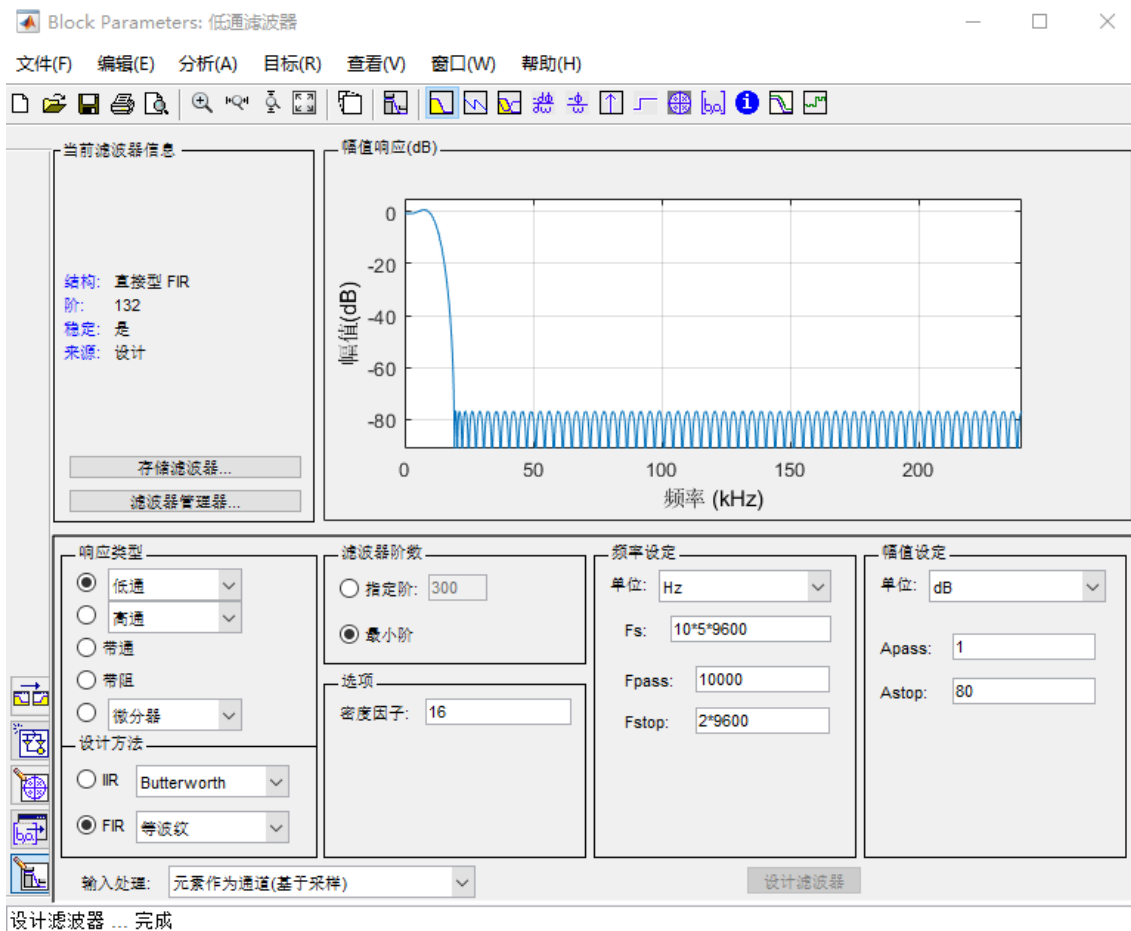 Block Parameters: 低通滤波器
文件(F) 编辑(E) 分析(A) 目标(R) 查看(V) 窗口(W) 帮助(H)
当前滤波器信息
结构: 直接型 FIR
阶: 132
稳定: 是
来源: 设计
存储滤波器...
滤波器管理器...
幅值响应(dB)
0
-20
-40
-60
-80
幅值(dB)
0 50 100 150 200
频率 (kHz)
响应类型
低通
高通
带通
带阻
微分器
设计方法
IIR Butterworth
FIR 等波纹
滤波器阶数
指定阶: 300
最小阶
选项
密度因子: 16
频率设定
单位: Hz
Fs: 10*5*9600
Fpass: 10000
Fstop: 2*9600
幅值设定
单位: dB
Apass: 1
Astop: 80
输入处理: 元素作为通道(基于采样)
设计滤波器
设计滤波器 ... 完成